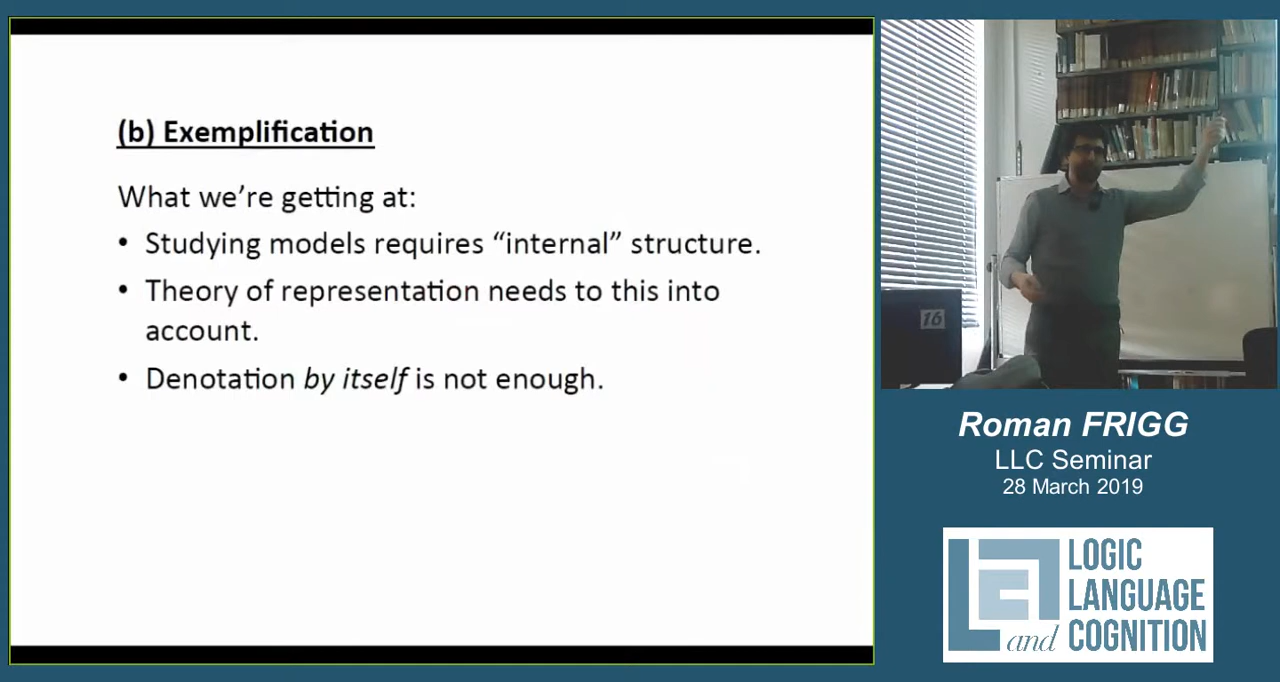 (b) Exemplification
What we're getting at:
• Studying models requires “internal” structure.
• Theory of representation needs to this into
account.
• Denotation by itself is not enough.
16
Roman FRIGG
LLC Seminar
28 March 2019
LOGIC
LANGUAGE
and COGNITION